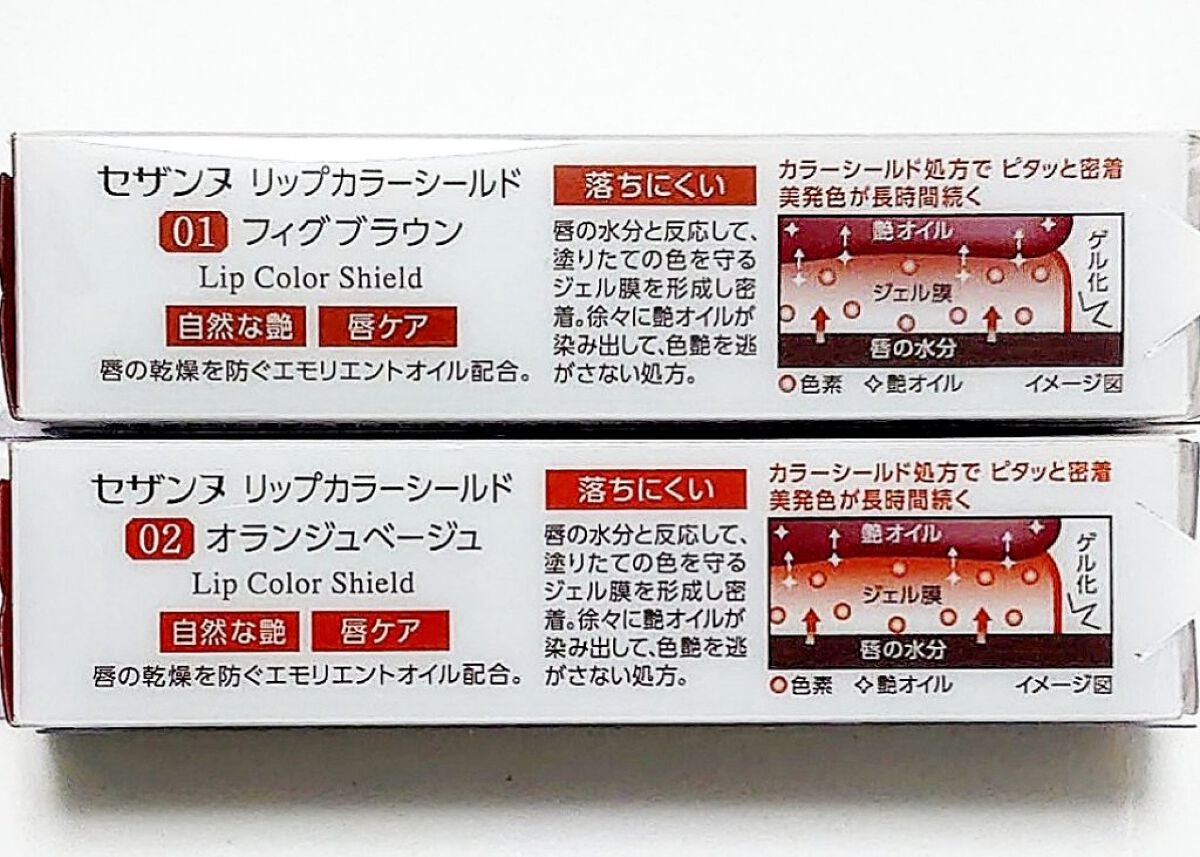 セザンヌ リップカラーシールド
01 フィグブラウン
Lip Color Shield
自然な艶 唇ケア
唇の乾燥を防ぐエモリエントオイル配合。
落ちにくい
唇の水分と反応して、
塗りたての色を守る
ジェル膜を形成し密
着。徐々に艶オイルが
染み出して、色艶を逃
がさない処方。
カラーシールド処方で ピタッと密着
美発色が長時間続く
艶オイル
ジェル膜
唇の水分
ゲル化
色素 艶オイル イメージ図
セザンヌ リップカラーシールド
02 オランジュベージュ
Lip Color Shield
自然な艶 唇ケア
唇の乾燥を防ぐエモリエントオイル配合。
落ちにくい
唇の水分と反応して、
塗りたての色を守る
ジェル膜を形成し密
着。徐々に艶オイルが
染み出して、色艶を逃
がさない処方。
カラーシールド処方で ピタッと密着
美発色が長時間続く
艶オイル
ジェル膜
唇の水分
ゲル化
色素 艶オイル イメージ図